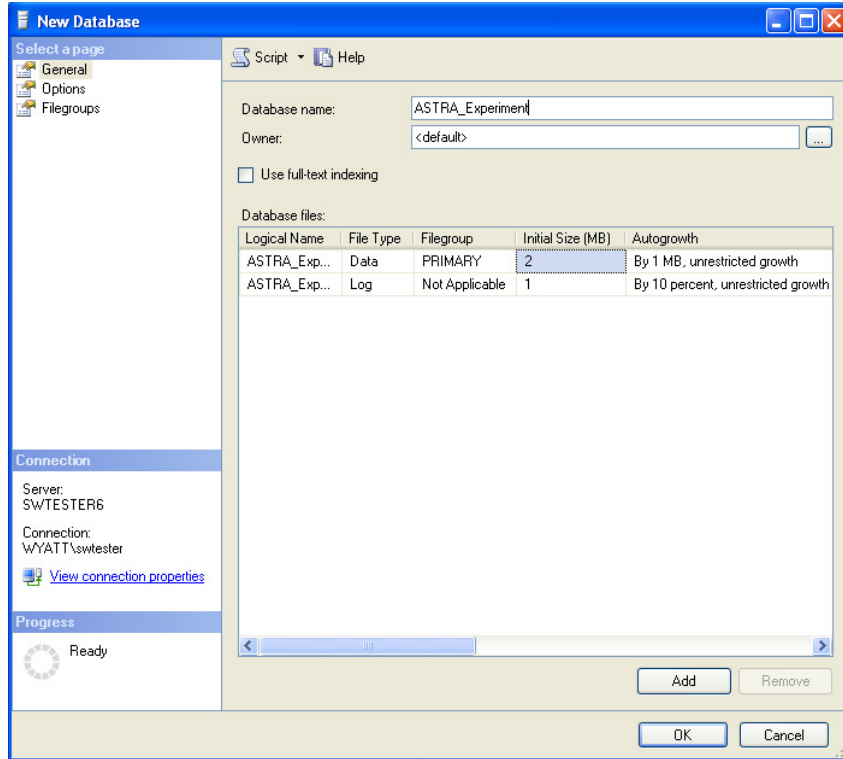 New Database
Select a page
General
Options
Filegroups
Script Help
Database name: ASTRA_Experiment
Owner: <default> ...
Use full-text indexing
Database files:
Logical Name File Type Filegroup Initial Size (MB) Autogrowth
ASTRA_Exp... Data PRIMARY 2 By 1 MB, unrestricted growth
ASTRA_Exp... Log Not Applicable 1 By 10 percent, unrestricted growth
Connection
Server:
SWTESTER6
Connection:
WYATT\swtester
View connection properties
Progress
Ready
Add Remove
OK Cancel